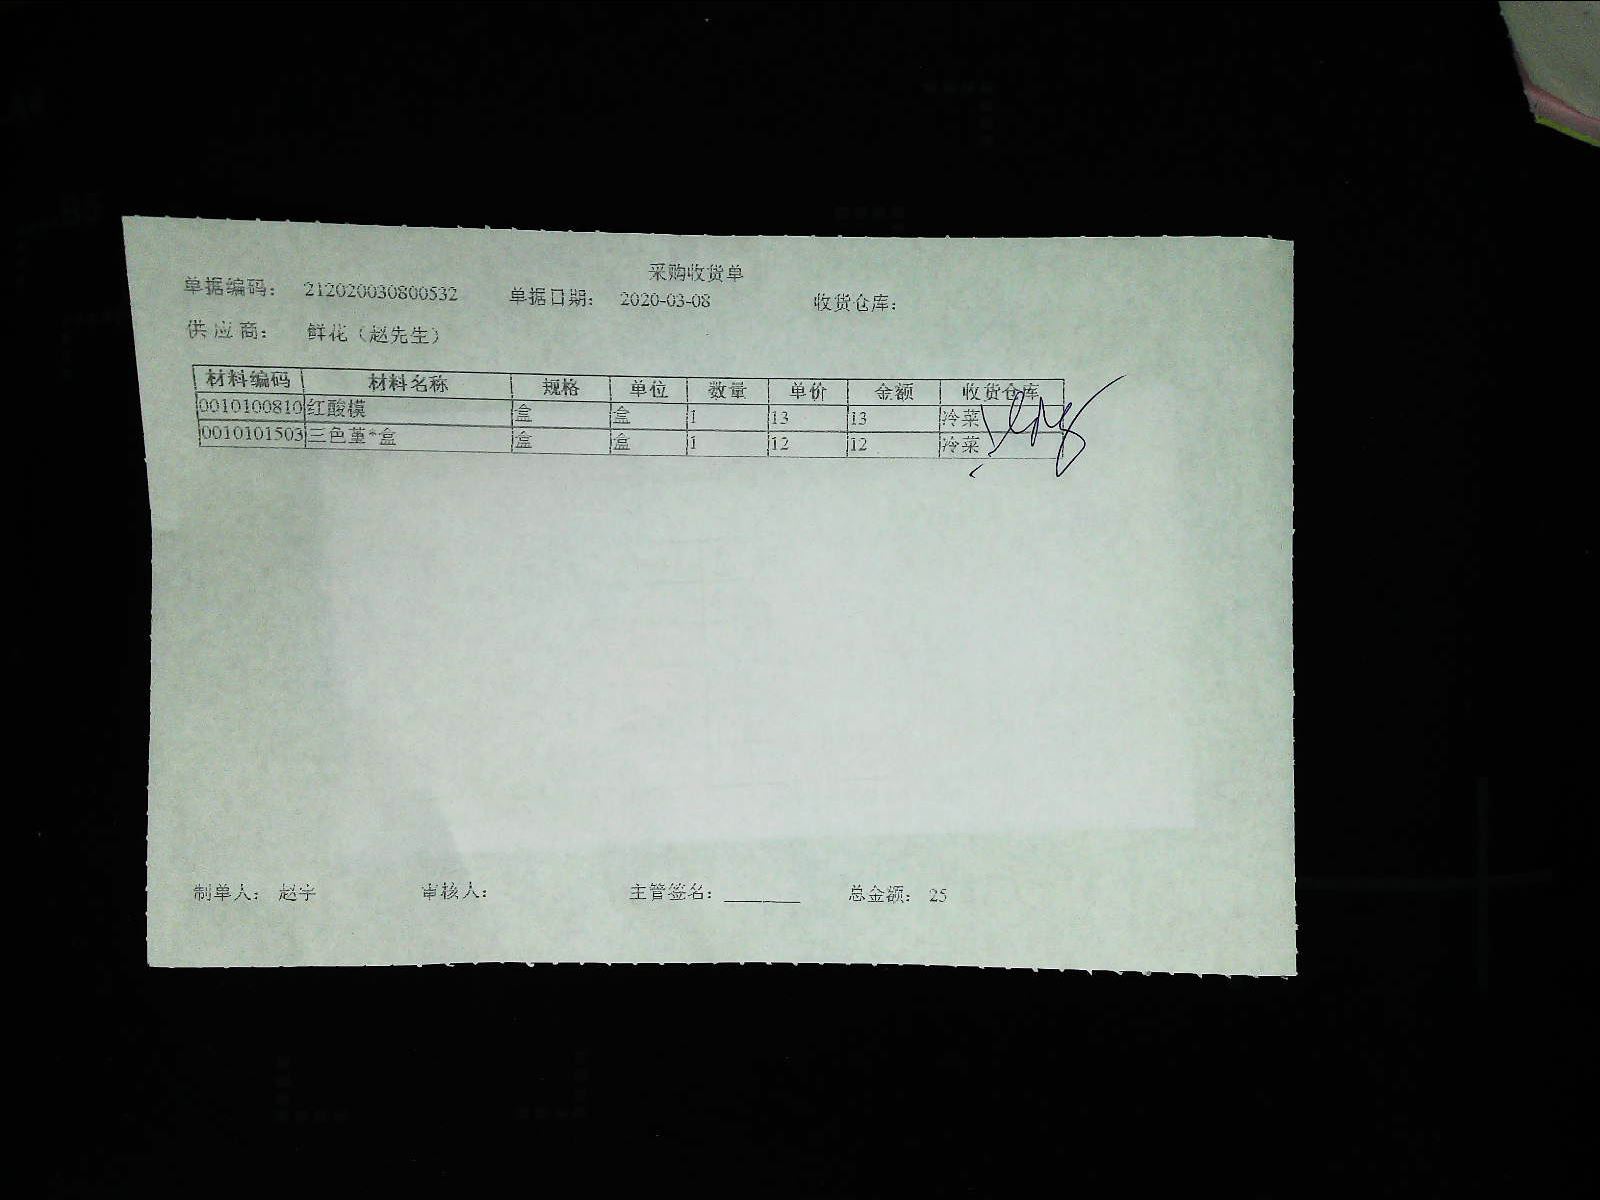 采购收货单
单据编码： 212020030800532 单据日期： 2020-03-08 收货仓库：
供应商： 鲜花（赵先生）
材料编码 材料名称 规格 单位 数量 单价 金额 收货仓库
0010100810 红酸模 盒 盒 1 13 13 冷菜
0010101503 三色堇*盒 盒 盒 1 12 12 冷菜
制单人： 赵宇 审核人： 主管签名： ________ 总金额： 25